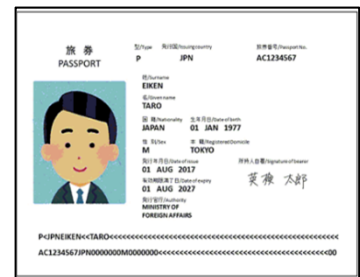 旅券
PASSPORT
型/Type 発行国/Issuing country 旅券番号/Passport No.
P JPN AC1234567
姓/Surname
EIKEN
名/Given name
TARO
国籍/Nationality 生年月日/Date of birth
JAPAN 01 JAN 1977
性別/Sex 本籍/Registered Domicile
M TOKYO
発行年月日/Date of issue 所持人自署/Signature of bearer
01 AUG 2017 英検 太郎
有効期間満了日/Date of expiry
01 AUG 2027
発行官庁/Authority
MINISTRY OF
FOREIGN AFFAIRS
P<JPNEIKEN<<TARO<<<<<<<<<<<<<<<<<<<<<<<<<<<<<<<<<<<
AC1234567JPN0000000M0000000<<<<<<<<<<<<<<<<<<<<<<<<00